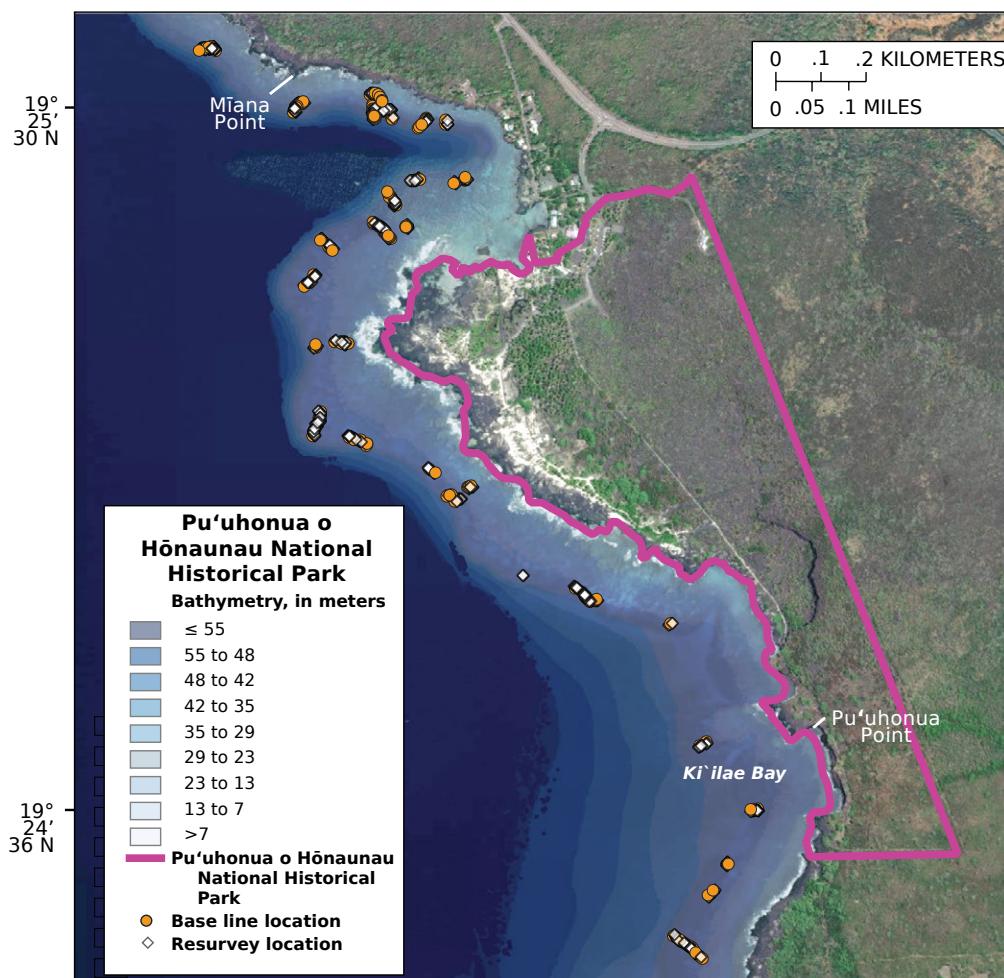 0 .1 .2 KILOMETERS
0 .05 .1 MILES
19°
25'
30 N
Mīana
Point
Puʻuhonua o
Hōnaunau National
Historical Park
Bathymetry, in meters
≤ 55
55 to 48
48 to 42
42 to 35
35 to 29
29 to 23
23 to 13
13 to 7
>7
Puʻuhonua o Hōnaunau
National Historical
Park
Base line location
Resurvey location
Puʻuhonua
Point
Ki`ilae Bay
19°
24'
36 N